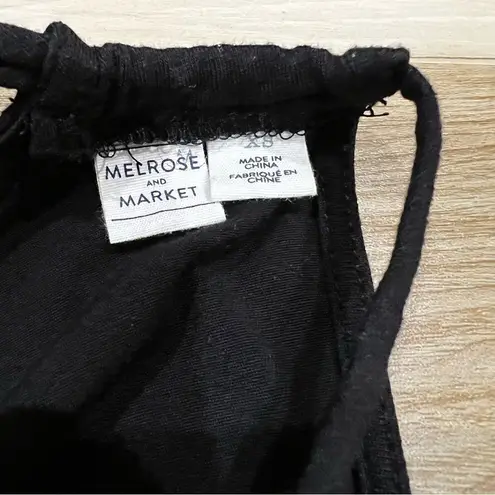 MELROSE
AND
MARKET
XS
MADE IN
CHINA
FABRIQUÉ EN
CHINE